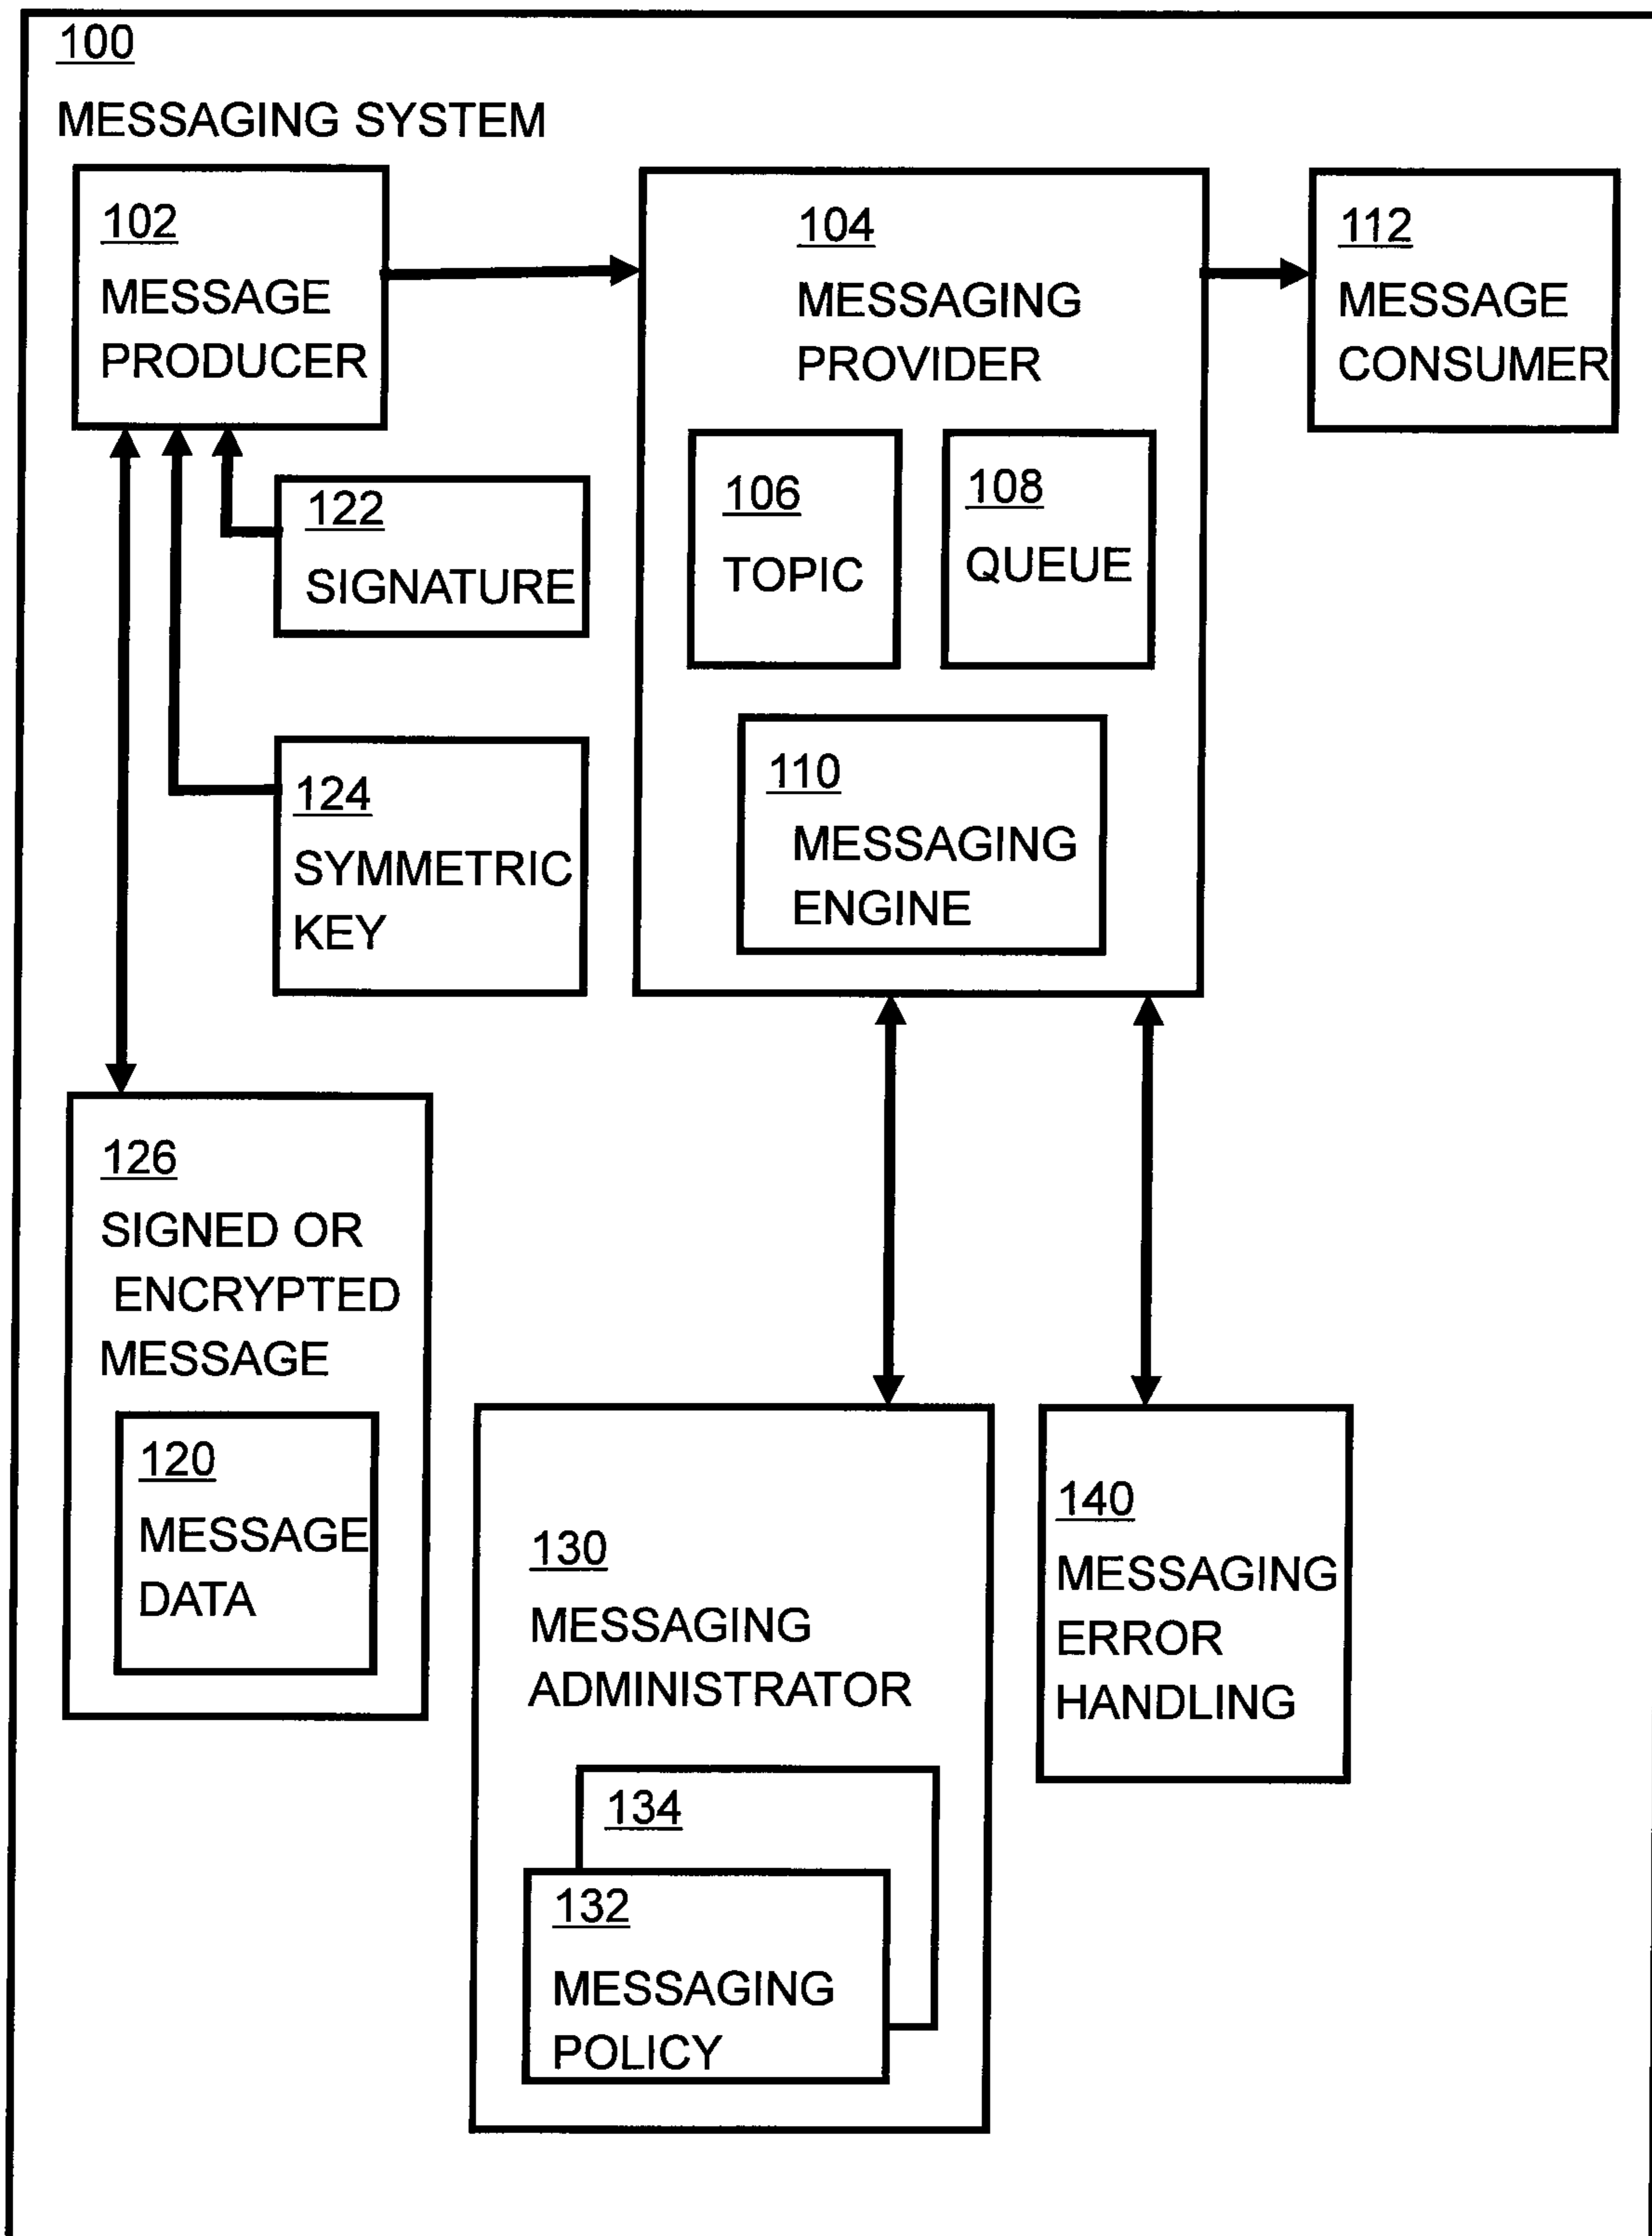 100
MESSAGING SYSTEM
102
MESSAGE
PRODUCER
104
MESSAGING
PROVIDER
112
MESSAGE
CONSUMER
106
TOPIC
108
QUEUE
122
SIGNATURE
110
MESSAGING
ENGINE
124
SYMMETRIC
KEY
126
SIGNED OR
ENCRYPTED
MESSAGE
120
MESSAGE
DATA
130
MESSAGING
ADMINISTRATOR
134
132
MESSAGING
POLICY
140
MESSAGING
ERROR
HANDLING